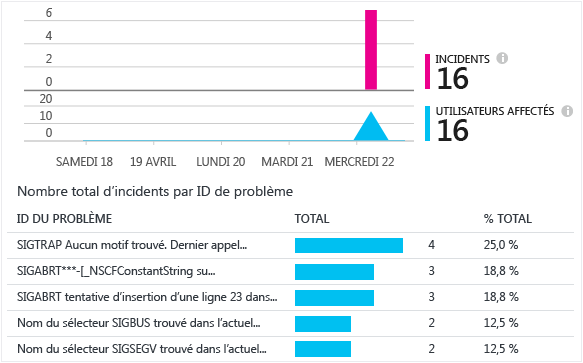 6
4
2
0
20
10
0
SAMEDI 18 19 AVRIL LUNDI 20 MARDI 21 MERCREDI 22
INCIDENTS
16
UTILISATEURS AFFECTÉS
16
Nombre total d'incidents par ID de problème
ID DU PROBLÈME TOTAL % TOTAL
SIGTRAP Aucun motif trouvé. Dernier appel... 4 25,0 %
SIGABRT***-[_NSCFConstantString su... 3 18,8 %
SIGABRT tentative d'insertion d'une ligne 23 dans... 3 18,8 %
Nom du sélecteur SIGBUS trouvé dans l'actuel... 2 12,5 %
Nom du sélecteur SIGSEGV trouvé dans l'actuel... 2 12,5 %